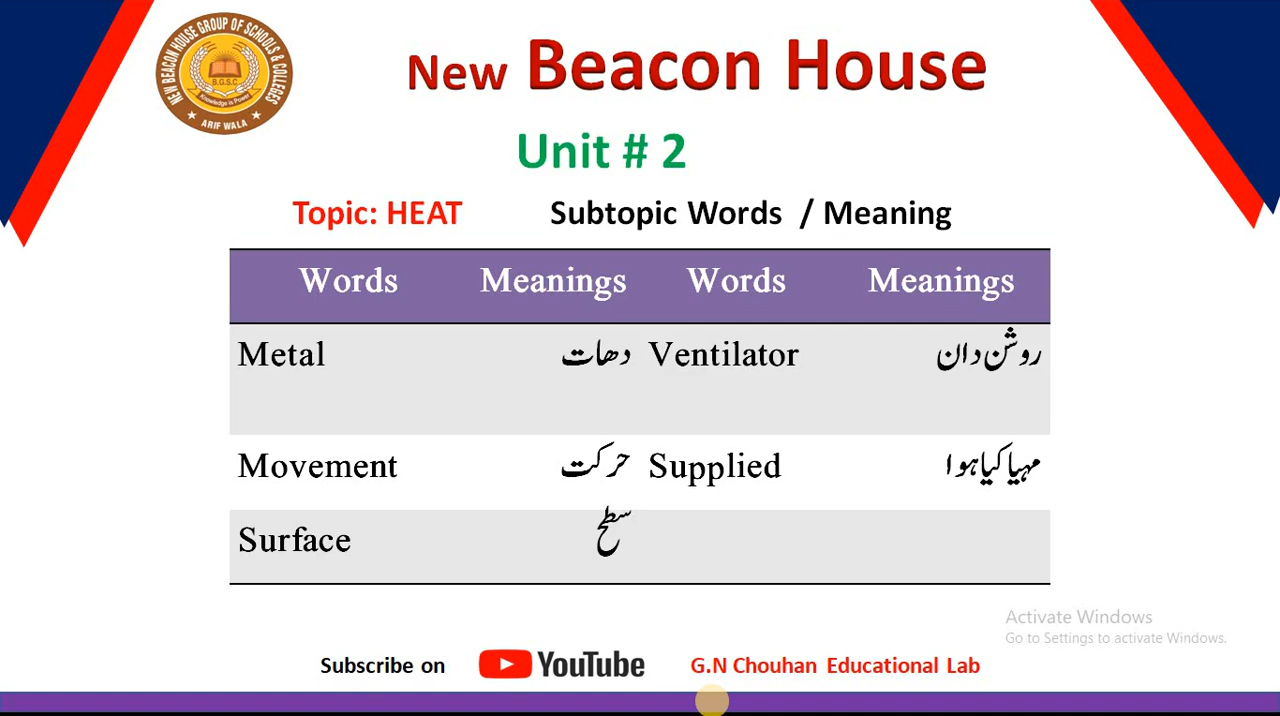 NEW BEACON HOUSE GROUP OF SCHOOLS & COLLEGES
B.G.S.C
Knowledge is Power
ARIF WALA
New Beacon House
Unit # 2
Topic: HEAT Subtopic Words / Meaning
Words Meanings Words Meanings
Metal دھات Ventilator روشن دان
Movement حرکت Supplied مہیا کیا ہوا
Surface سطح
Activate Windows
Go to Settings to activate Windows.
Subscribe on YouTube G.N Chouhan Educational Lab